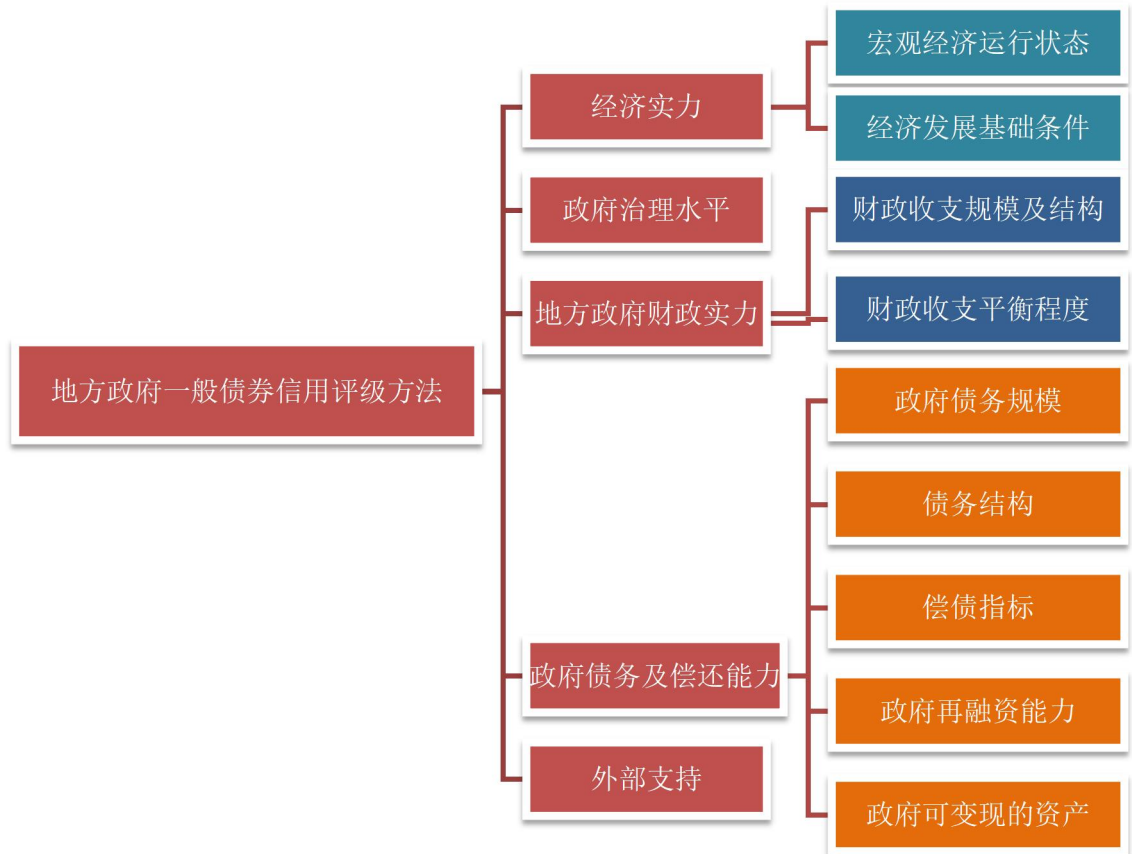 地方政府一般债券信用评级方法
经济实力
宏观经济运行状态
经济发展基础条件
政府治理水平
地方政府财政实力
财政收支规模及结构
财政收支平衡程度
政府债务及偿还能力
政府债务规模
债务结构
偿债指标
政府再融资能力
政府可变现的资产
外部支持